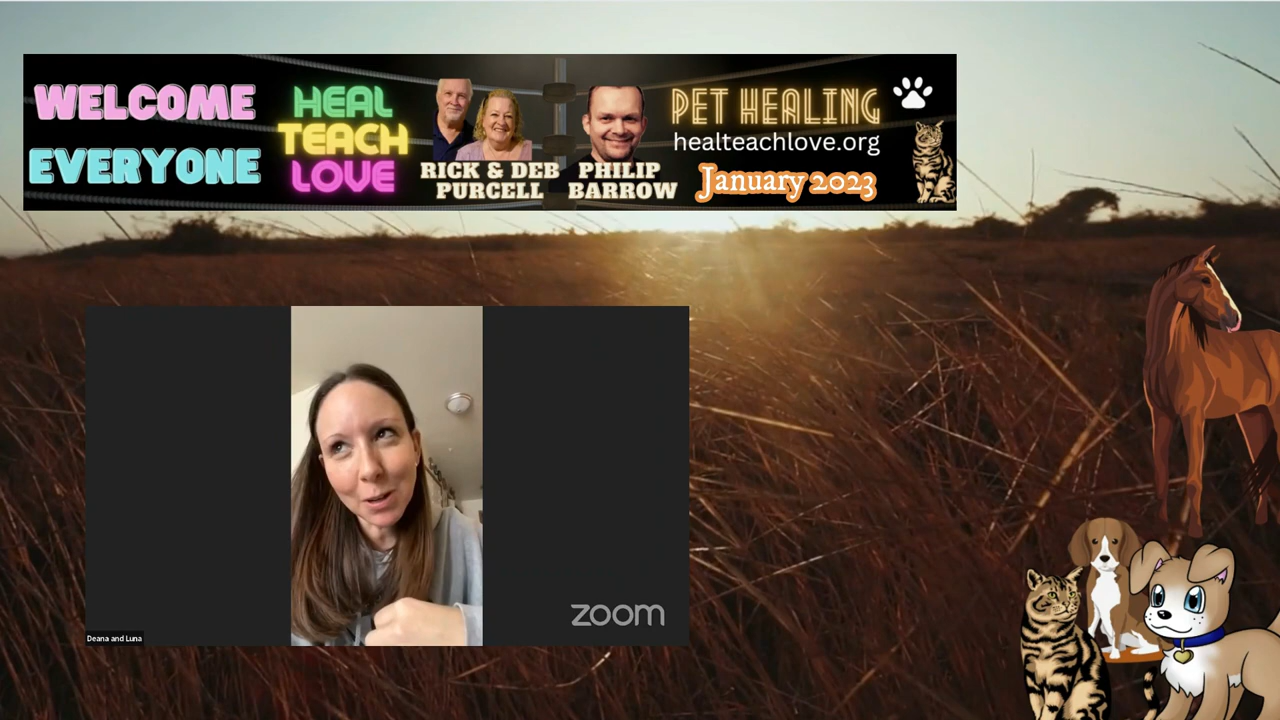 WELCOME
EVERYONE
HEAL
TEACH
LOVE
RICK & DEB
PURCELL
PHILIP
BARROW
PET HEALING
healteachlove.org
January 2023
zoom
Deana and Luna